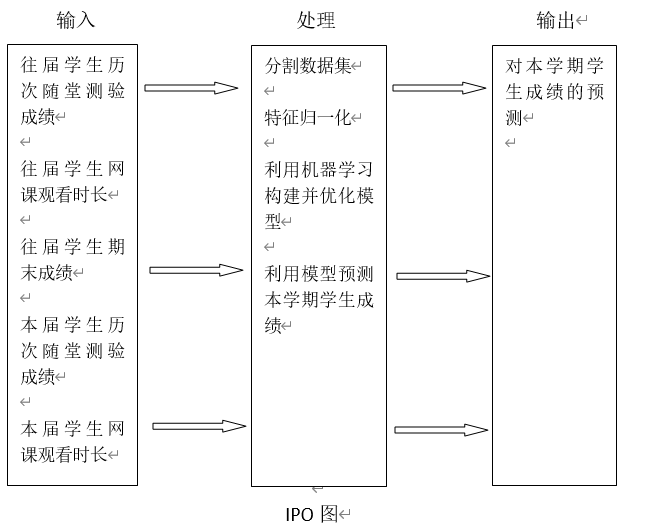 输入
处理
输出
往届学生历
次随堂测验
成绩
往届学生网
课观看时长
往届学生期
末成绩
本届学生历
次随堂测验
成绩
本届学生网
课观看时长
分割数据集
特征归一化
利用机器学习
构建并优化模
型
利用模型预测
本学期学生成
绩
对本学期学
生成绩的预
测
IPO 图